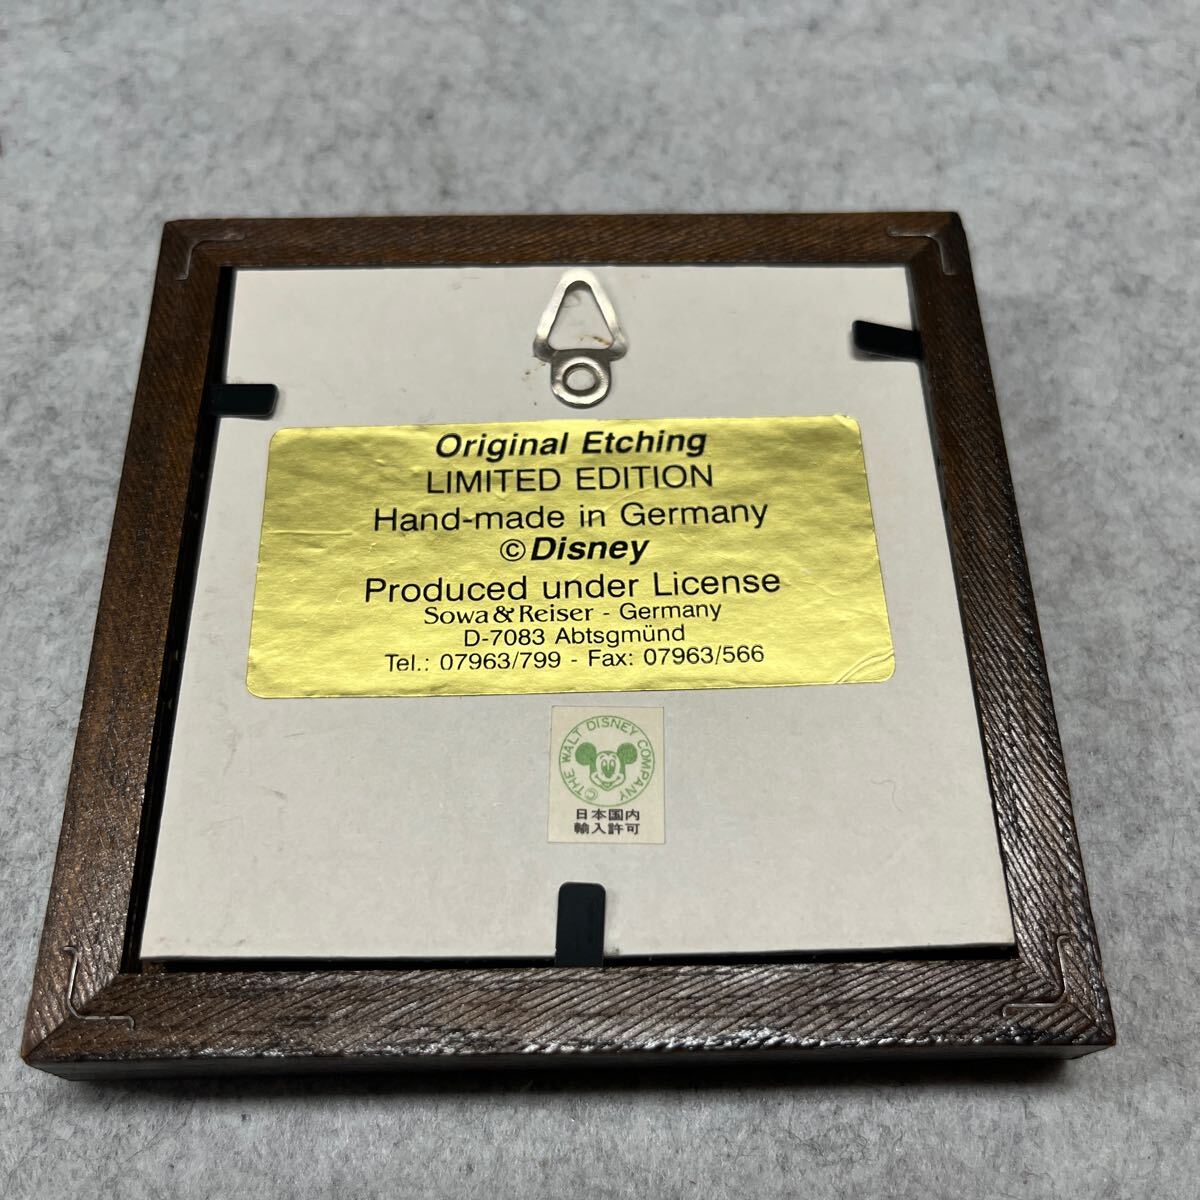 Original Etching
LIMITED EDITION
Hand-made in Germany
©Disney
Produced under License
Sowa & Reiser - Germany
D-7083 Abtsgmünd
Tel.: 07963/799 - Fax: 07963/566
©THE WALT DISNEY COMPANY
日本国内
輸入許可